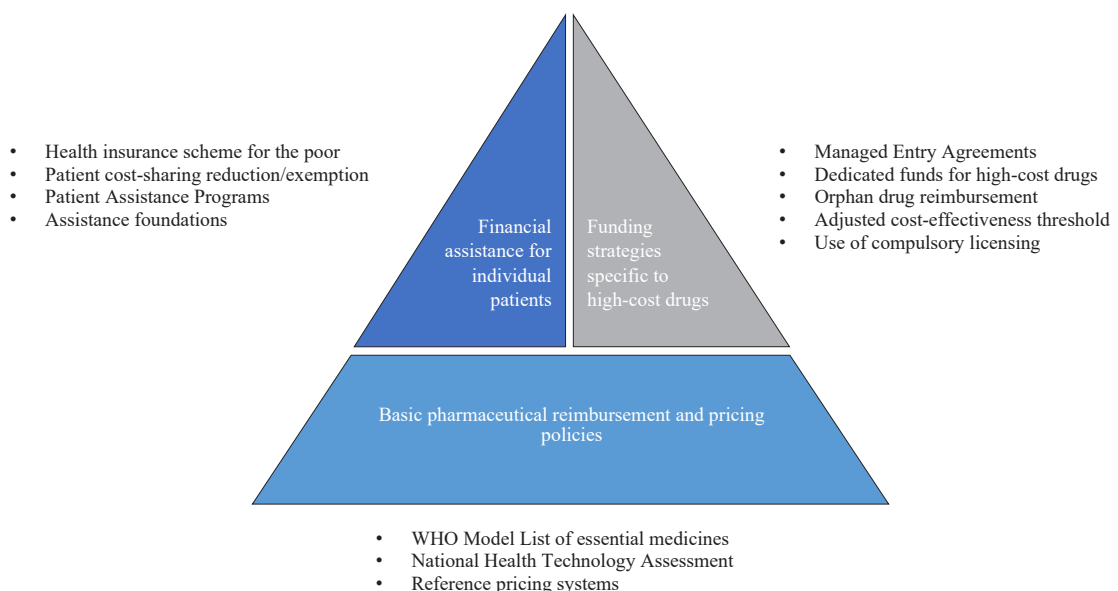 • Health insurance scheme for the poor
• Patient cost-sharing reduction/exemption
• Patient Assistance Programs
• Assistance foundations
Financial
assistance for
individual
patients
Funding
strategies
specific to
high-cost drugs
• Managed Entry Agreements
• Dedicated funds for high-cost drugs
• Orphan drug reimbursement
• Adjusted cost-effectiveness threshold
• Use of compulsory licensing
Basic pharmaceutical reimbursement and pricing
policies
• WHO Model List of essential medicines
• National Health Technology Assessment
• Reference pricing systems